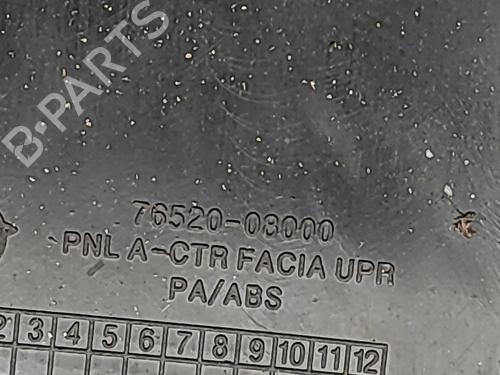 B-PARTS
76520-03000
PNL A-CTR FACIA UPR
PA/ABS
2 3 4 5 6 7 8 9 10 11 12